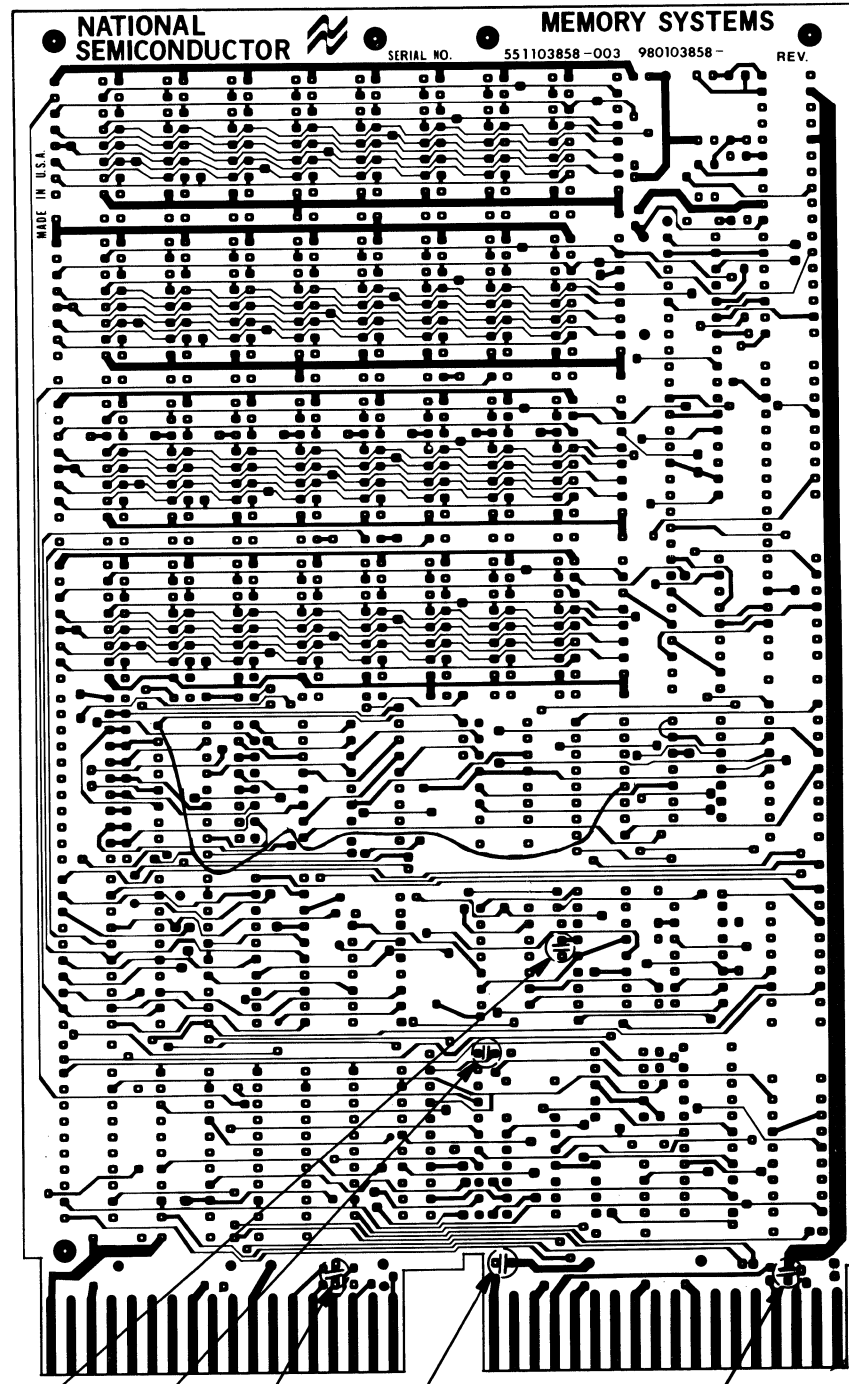 NATIONAL
SEMICONDUCTOR
MEMORY SYSTEMS
SERIAL NO.
551103858-003 980103858-
REV.
MADE IN U.S.A.